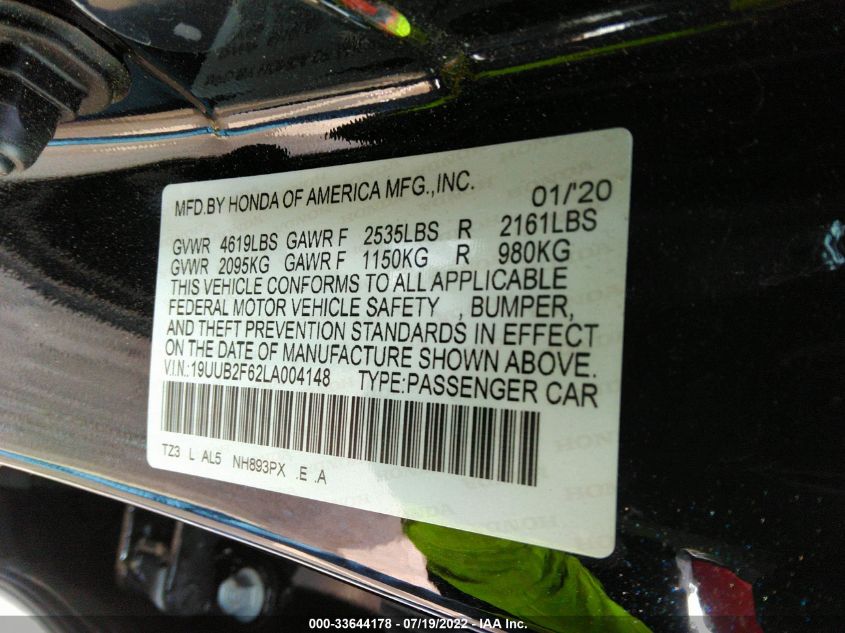 MFD.BY HONDA OF AMERICA MFG.,INC. 01/'20
GVWR 4619LBS GAWR F 2535LBS R 2161LBS
GVWR 2095KG GAWR F 1150KG R 980KG
THIS VEHICLE CONFORMS TO ALL APPLICABLE
FEDERAL MOTOR VEHICLE SAFETY , BUMPER,
AND THEFT PREVENTION STANDARDS IN EFFECT
ON THE DATE OF MANUFACTURE SHOWN ABOVE.
V.I.N.:19UUB2F62LA004148 TYPE:PASSENGER CAR
TZ3 L AL5 NH893PX .E .A
HONDA
000-33644178 - 07/19/2022 - IAA Inc.